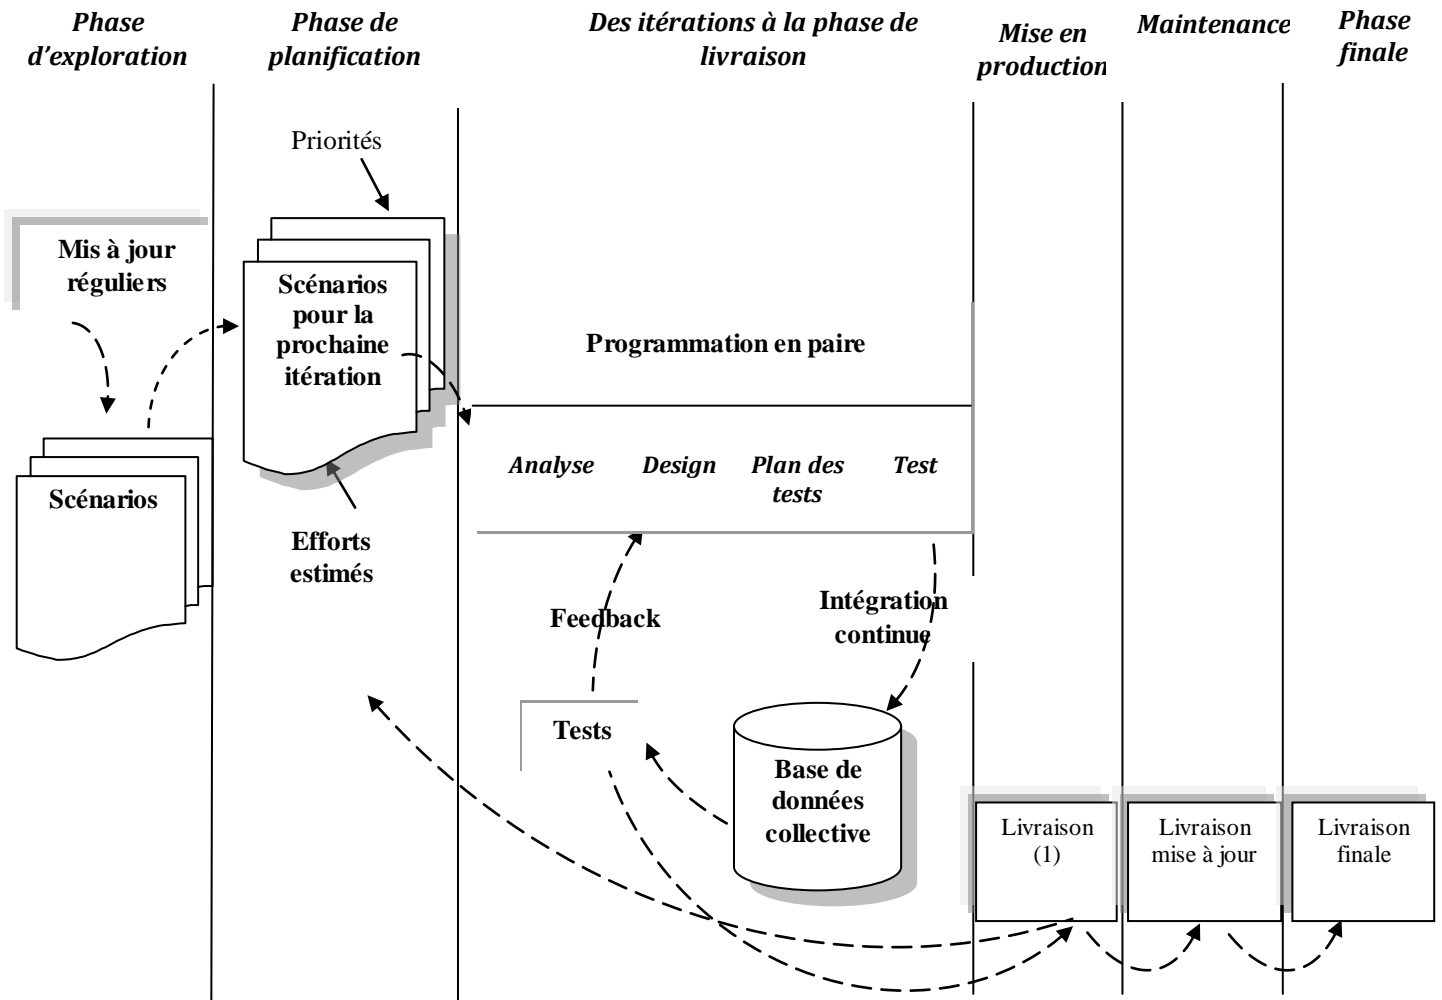 Phase
d'exploration
Phase de
planification
Des itérations à la phase de
livraison
Mise en
production
Maintenance
Phase
finale
Priorités
Mis à jour
réguliers
Scénarios
pour la
prochaine
itération
Programmation en paire
Scénarios
Analyse
Design
Plan des
tests
Test
Efforts
estimés
Feedback
Intégration
continue
Tests
Base de
données
collective
Livraison
(1)
Livraison
mise à jour
Livraison
finale